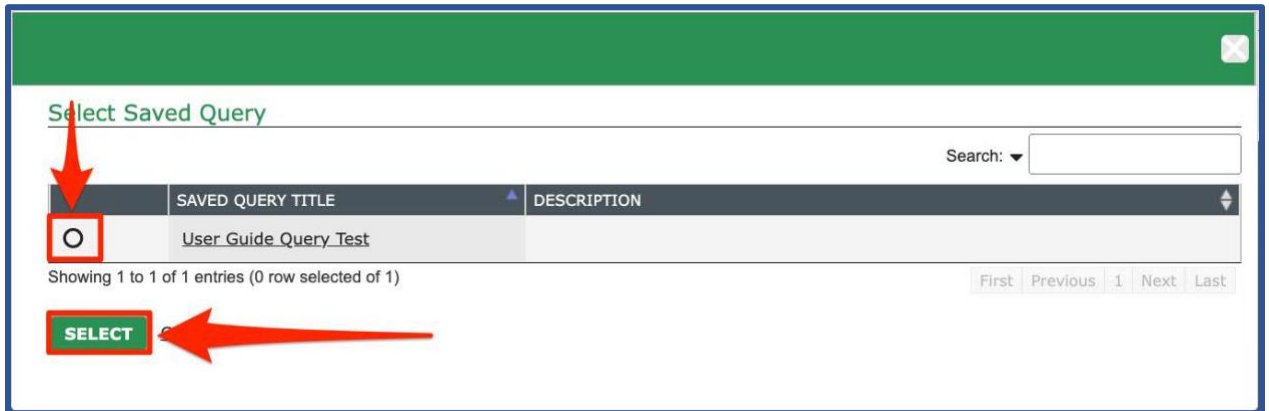 Select Saved Query
Search:
SAVED QUERY TITLE DESCRIPTION
User Guide Query Test
Showing 1 to 1 of 1 entries (0 row selected of 1) First Previous 1 Next Last
SELECT